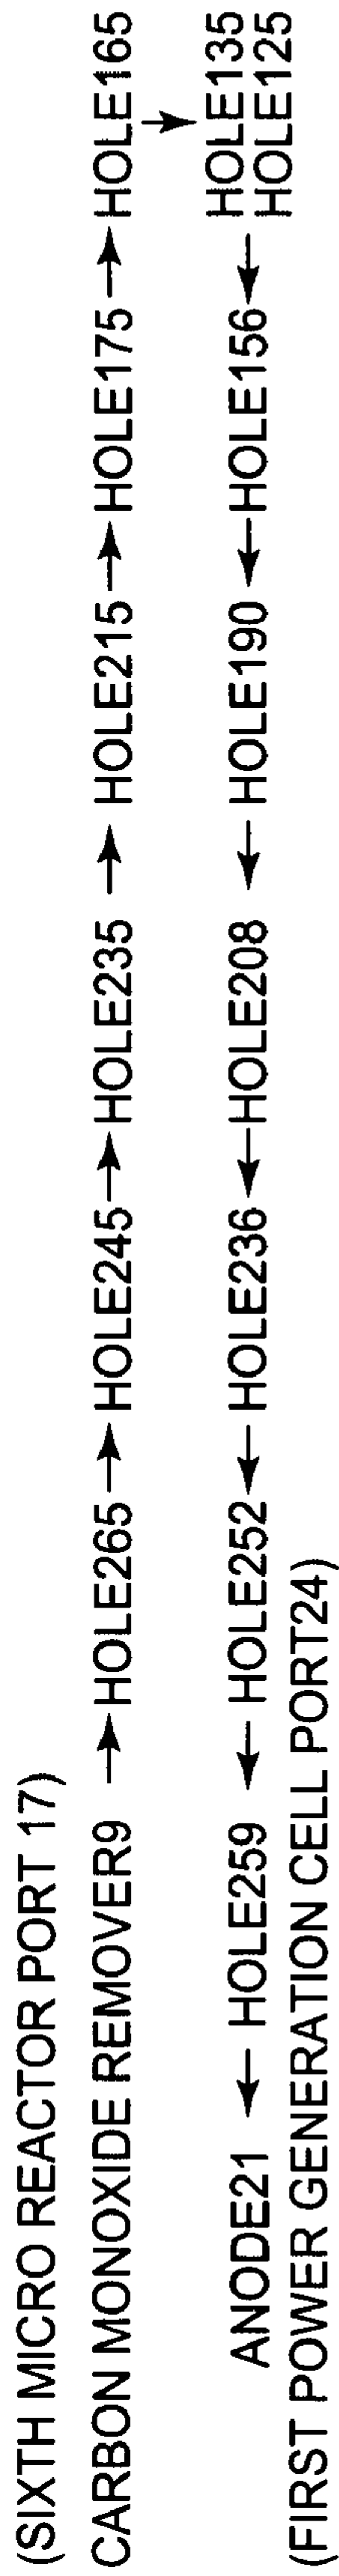 (SIXTH MICRO REACTOR PORT 17)
CARBON MONOXIDE REMOVER9 → HOLE265 → HOLE245 → HOLE235 → HOLE215 → HOLE175 → HOLE165
↓
HOLE135
ANODE21 ← HOLE259 ← HOLE252 ← HOLE236 ← HOLE208 ← HOLE190 ← HOLE156 ←
HOLE125
(FIRST POWER GENERATION CELL PORT24)